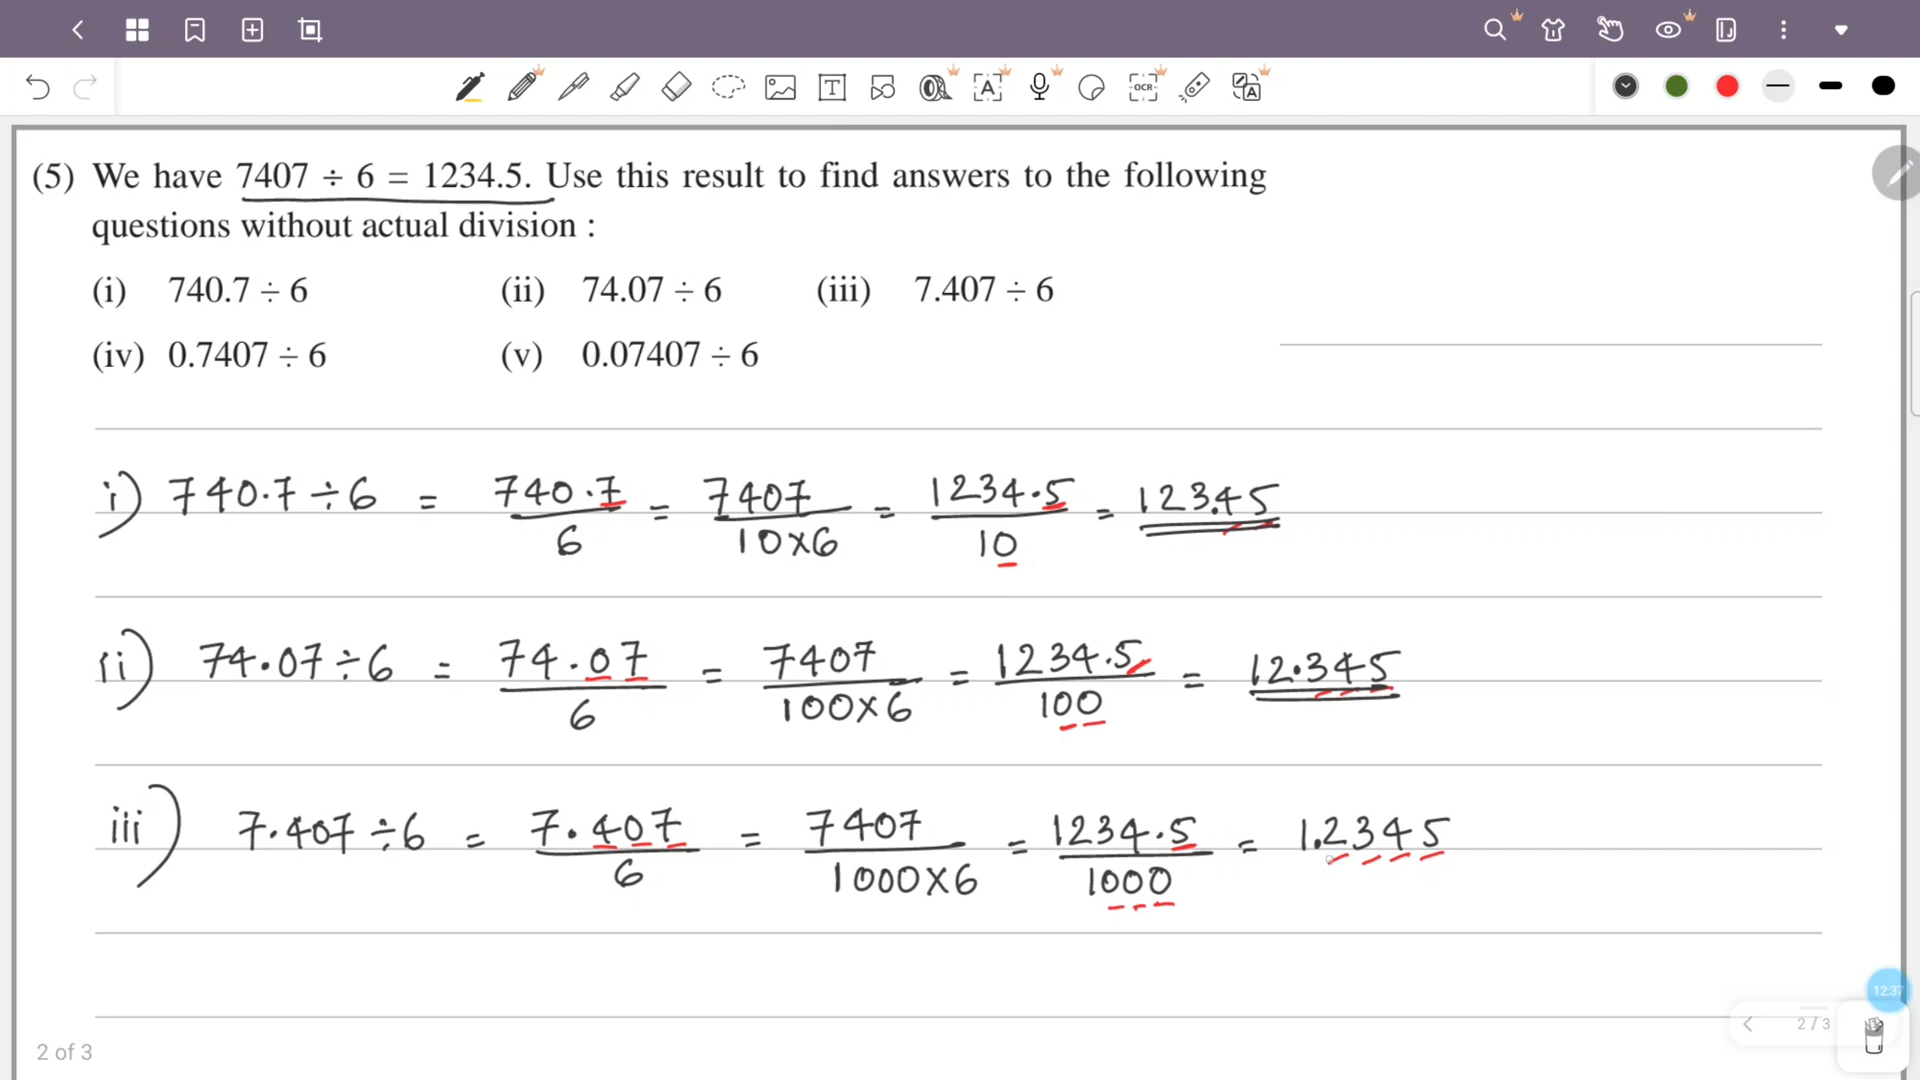 OCR
(5) We have 7407 ÷ 6 = 1234.5. Use this result to find answers to the following
questions without actual division :
(i) 740.7 ÷ 6 (ii) 74.07 ÷ 6 (iii) 7.407 ÷ 6
(iv) 0.7407 ÷ 6 (v) 0.07407 ÷ 6
i) 740.7 ÷ 6 = 740.7/6 = 7407/10×6 = 1234.5/10 = 123.45
ii) 74.07 ÷ 6 = 74.07/6 = 7407/100×6 = 1234.5/100 = 12.345
iii) 7.407 ÷ 6 = 7.407/6 = 7407/1000×6 = 1234.5/1000 = 1.2345
12:37
2 / 3
2 of 3